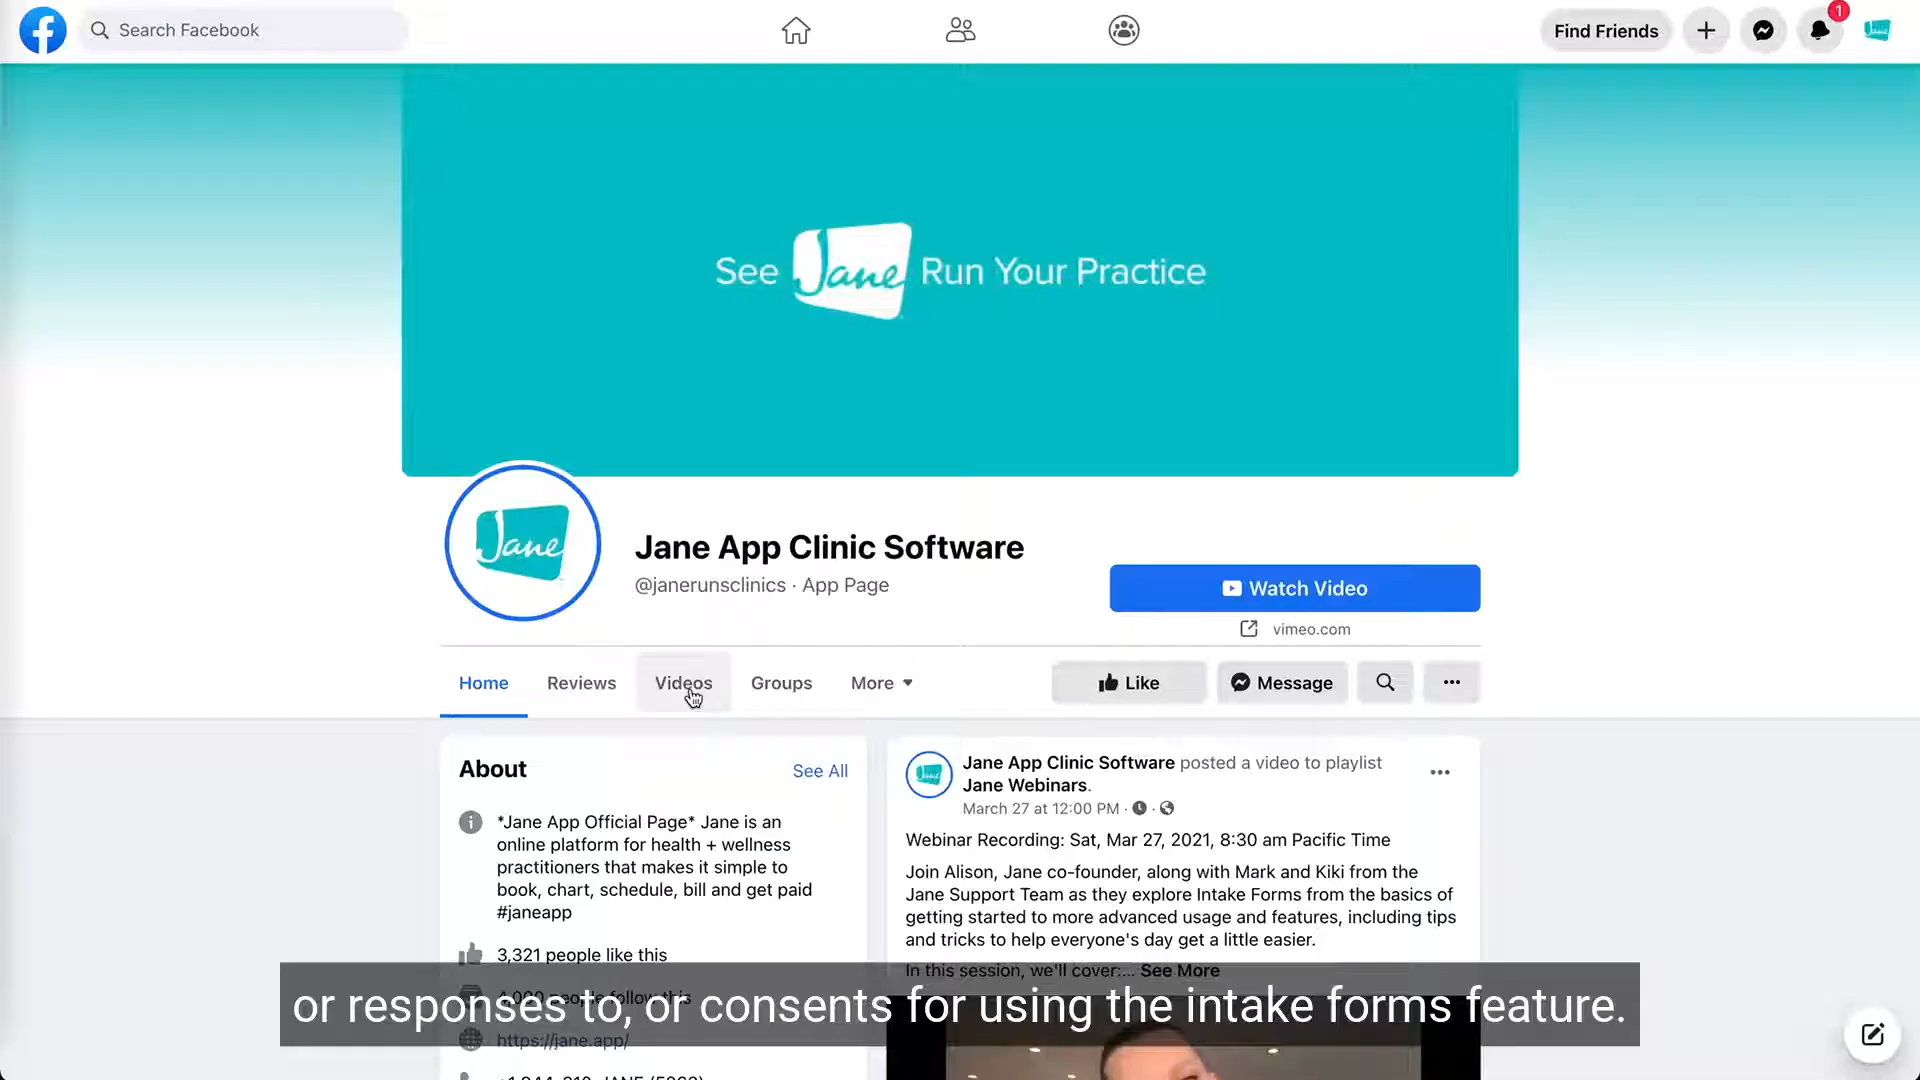 Search Facebook
Find Friends
1
See Jane Run Your Practice
Jane
Jane App Clinic Software
@janerunsclinics · App Page
Watch Video
vimeo.com
Home
Reviews
Videos
Groups
More
Like
Message
About
See All
*Jane App Official Page* Jane is an
online platform for health + wellness
practitioners that makes it simple to
book, chart, schedule, bill and get paid
#janeapp
3,321 people like this
4,000 people follow this
https://jane.app/
Jane App Clinic Software posted a video to playlist
Jane Webinars.
March 27 at 12:00 PM ·
Webinar Recording: Sat, Mar 27, 2021, 8:30 am Pacific Time
Join Alison, Jane co-founder, along with Mark and Kiki from the
Jane Support Team as they explore Intake Forms from the basics of
getting started to more advanced usage and features, including tips
and tricks to help everyone's day get a little easier.
In this session, we'll cover:... See More
or responses to, or consents for using the intake forms feature.